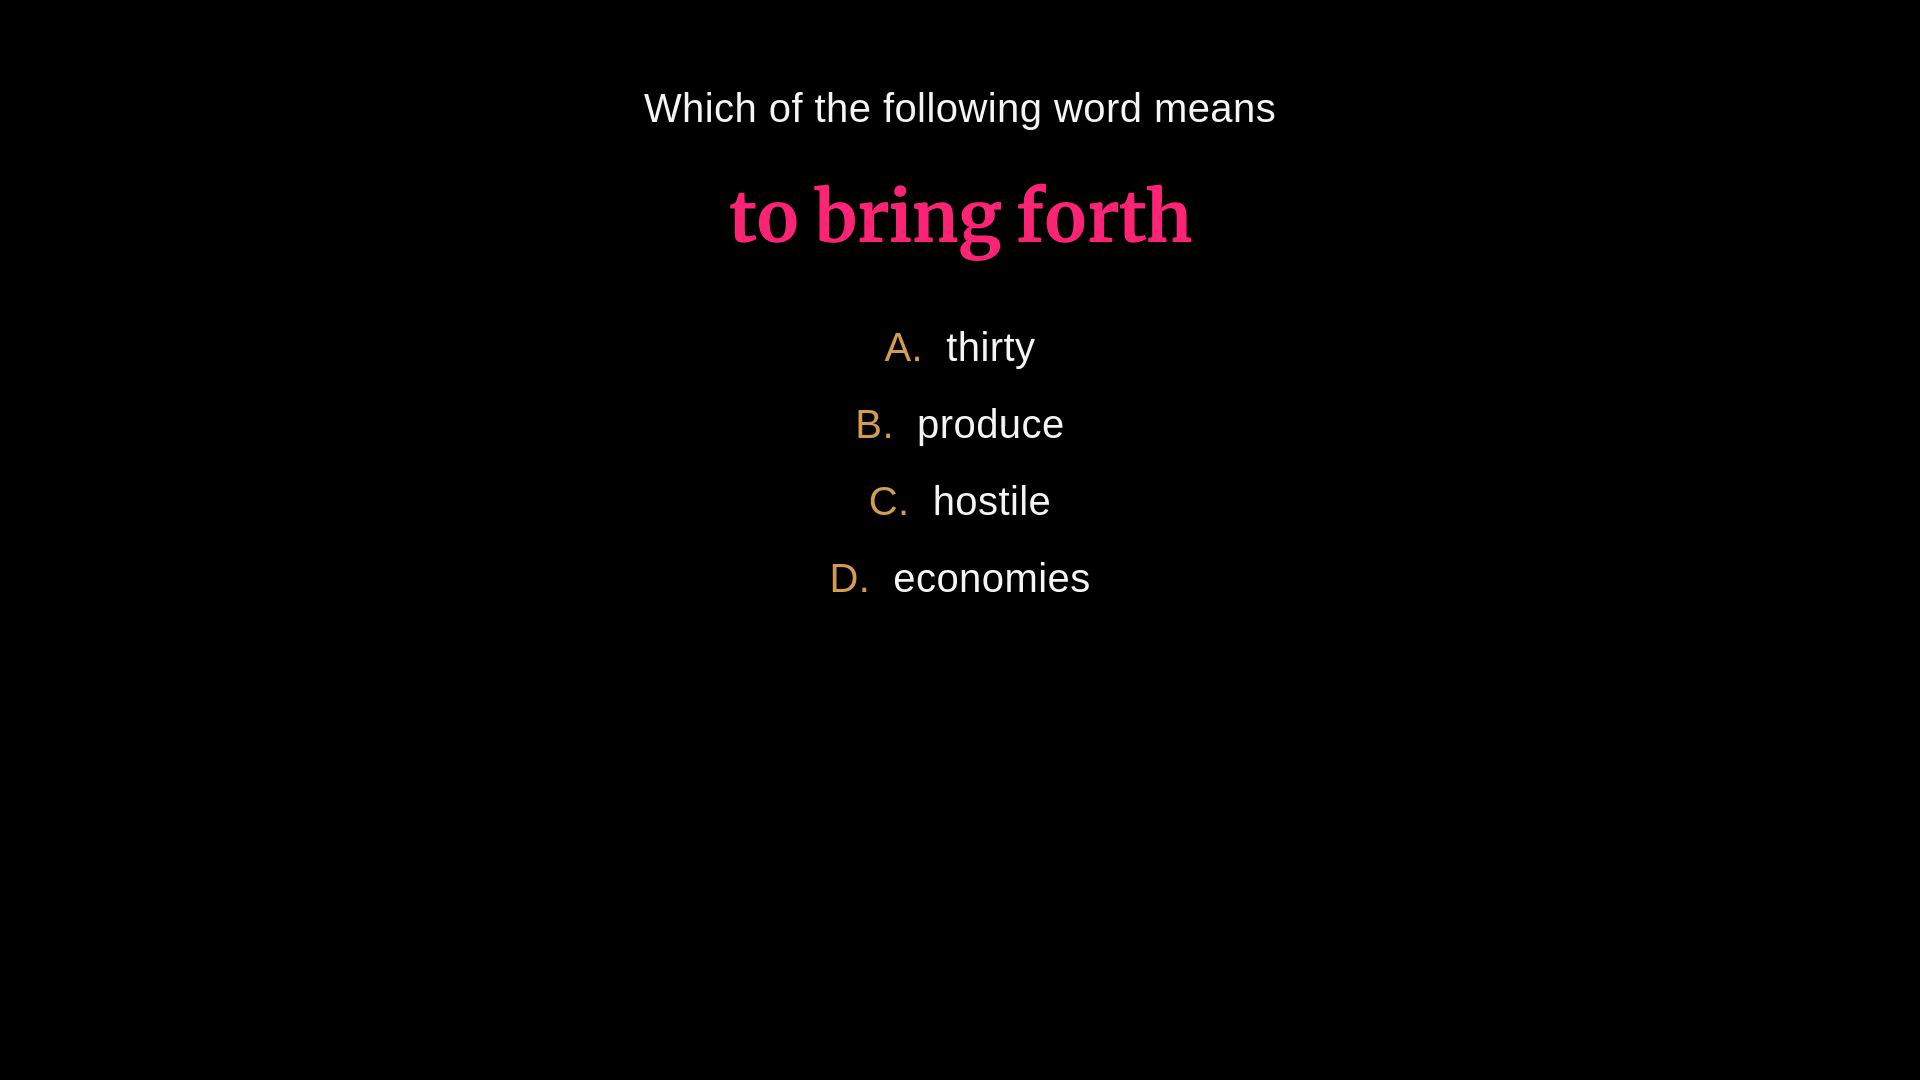 Which of the following word means
to bring forth
A. thirty
B. produce
C. hostile
D. economies